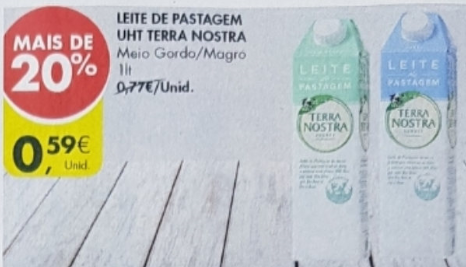 MAIS DE
20%
0,59€
Unid.
LEITE DE PASTAGEM
UHT TERRA NOSTRA
Meio Gordo/Magro
1lt
0,77€/Unid.
LEITE
PASTAGEM
TERRA
NOSTRA
LEITE
PASTAGEM
TERRA
NOSTRA